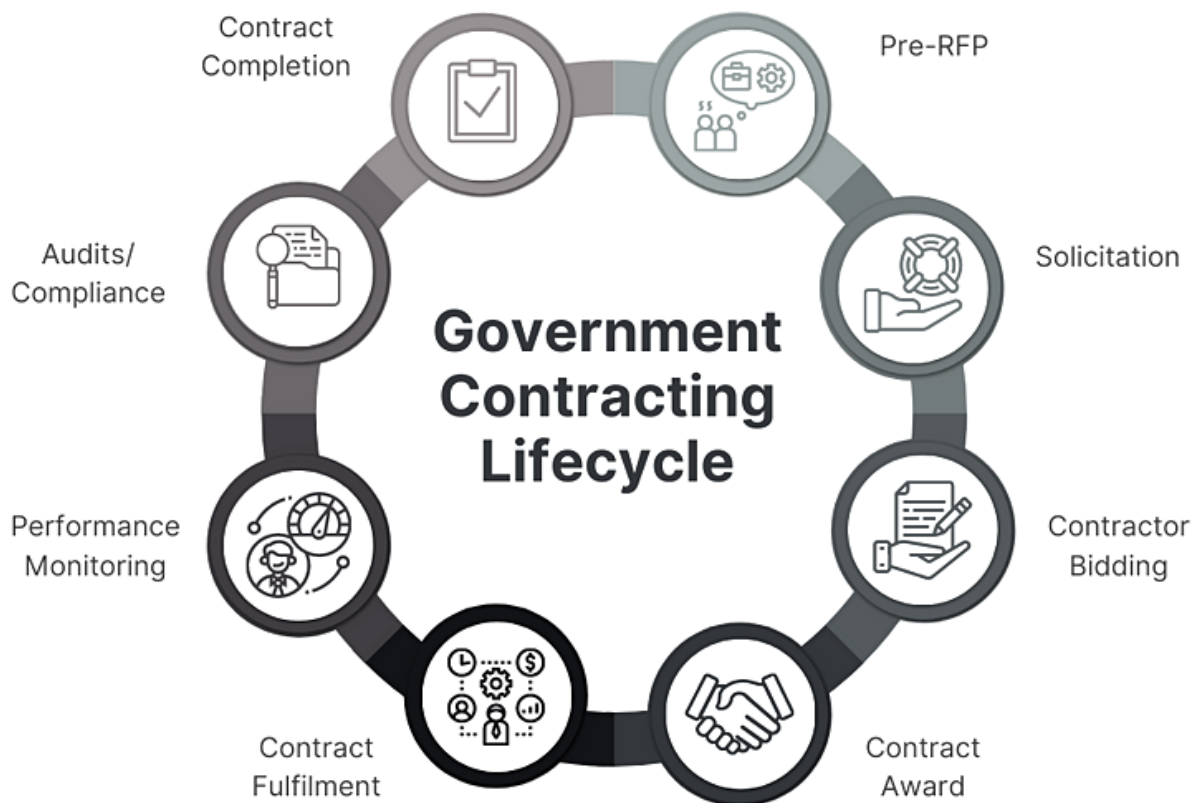 Contract
Completion
Pre-RFP
Audits/
Compliance
Solicitation
Government
Contracting
Lifecycle
Performance
Monitoring
Contractor
Bidding
Contract
Fulfilment
Contract
Award